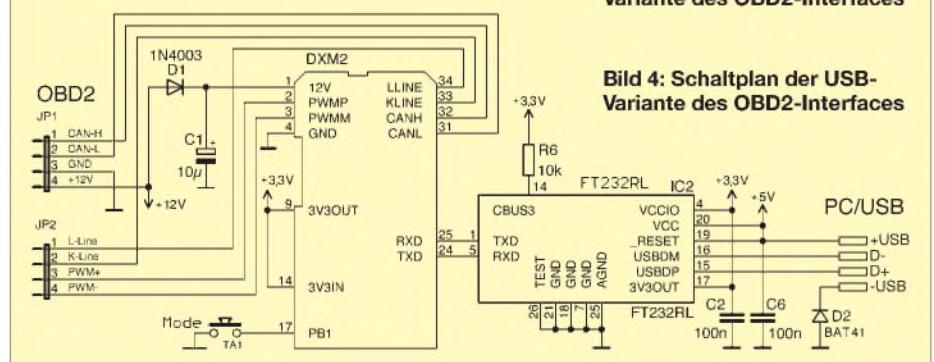 Variante des OBD2-Interfaces
Bild 4: Schaltplan der USB-
Variante des OBD2-Interfaces
OBD2
JP1
1 CAN-H
2 CAN-L
3 GND
4 +12V
+12V
1N4003
D1
C1
+
10µ
JP2
1 L-Line
2 K-Line
3 PWM+
4 PWM-
Mode
TA1
DXM2
1 12V
2 PWMP
3 PWMM
4 GND
+3,3V
9 3V3OUT
14 3V3IN
17 PB1
LLINE 34
KLINE 33
CANH 32
CANL 31
RXD 25
TXD 24
+3,3V
R6
10k
14
FT232RL
IC2
CBUS3
1 TXD
5 RXD
VCCIO 4
VCC 20
_RESET 19
USBDM 16
USBDP 15
3V3OUT 17
TEST GND GND GND AGND
26 21 18 7 25
FT232RL
+3,3V
+5V
PC/USB
+USB
D-
D+
-USB
C2
100n
C6
100n
D2
BAT41